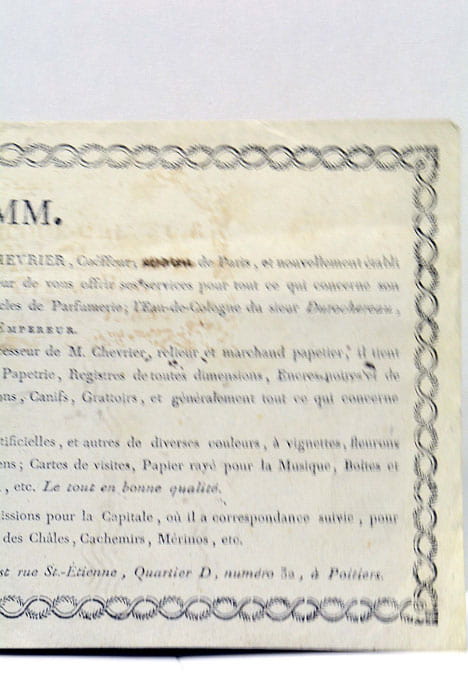 MM.
HEVRIER, Coëffeur, de Paris, et nouvellement établi
ur de vous offrir ses services pour tout ce qui concerne son
cles de Parfumerie; l'Eau-de-Cologne du sieur Durochereau,
EMPEREUR.
esseur de M. Chevrier, relieur et marchand papetier, il tient
Papetrie, Registres de toutes dimensions, Encres noires et de
ns, Canifs, Grattoirs, et généralement tout ce qui concerne
tificielles, et autres de diverses couleurs, à vignettes, fleurons
ens; Cartes de visites, Papier rayé pour la Musique, Boîtes et
., etc. Le tout en bonne qualité.
issions pour la Capitale, où il a correspondance suivie, pour
des Châles, Cachemirs, Mérinos, etc.
st rue St.-Étienne, Quartier D, numéro 32, à Poitiers.